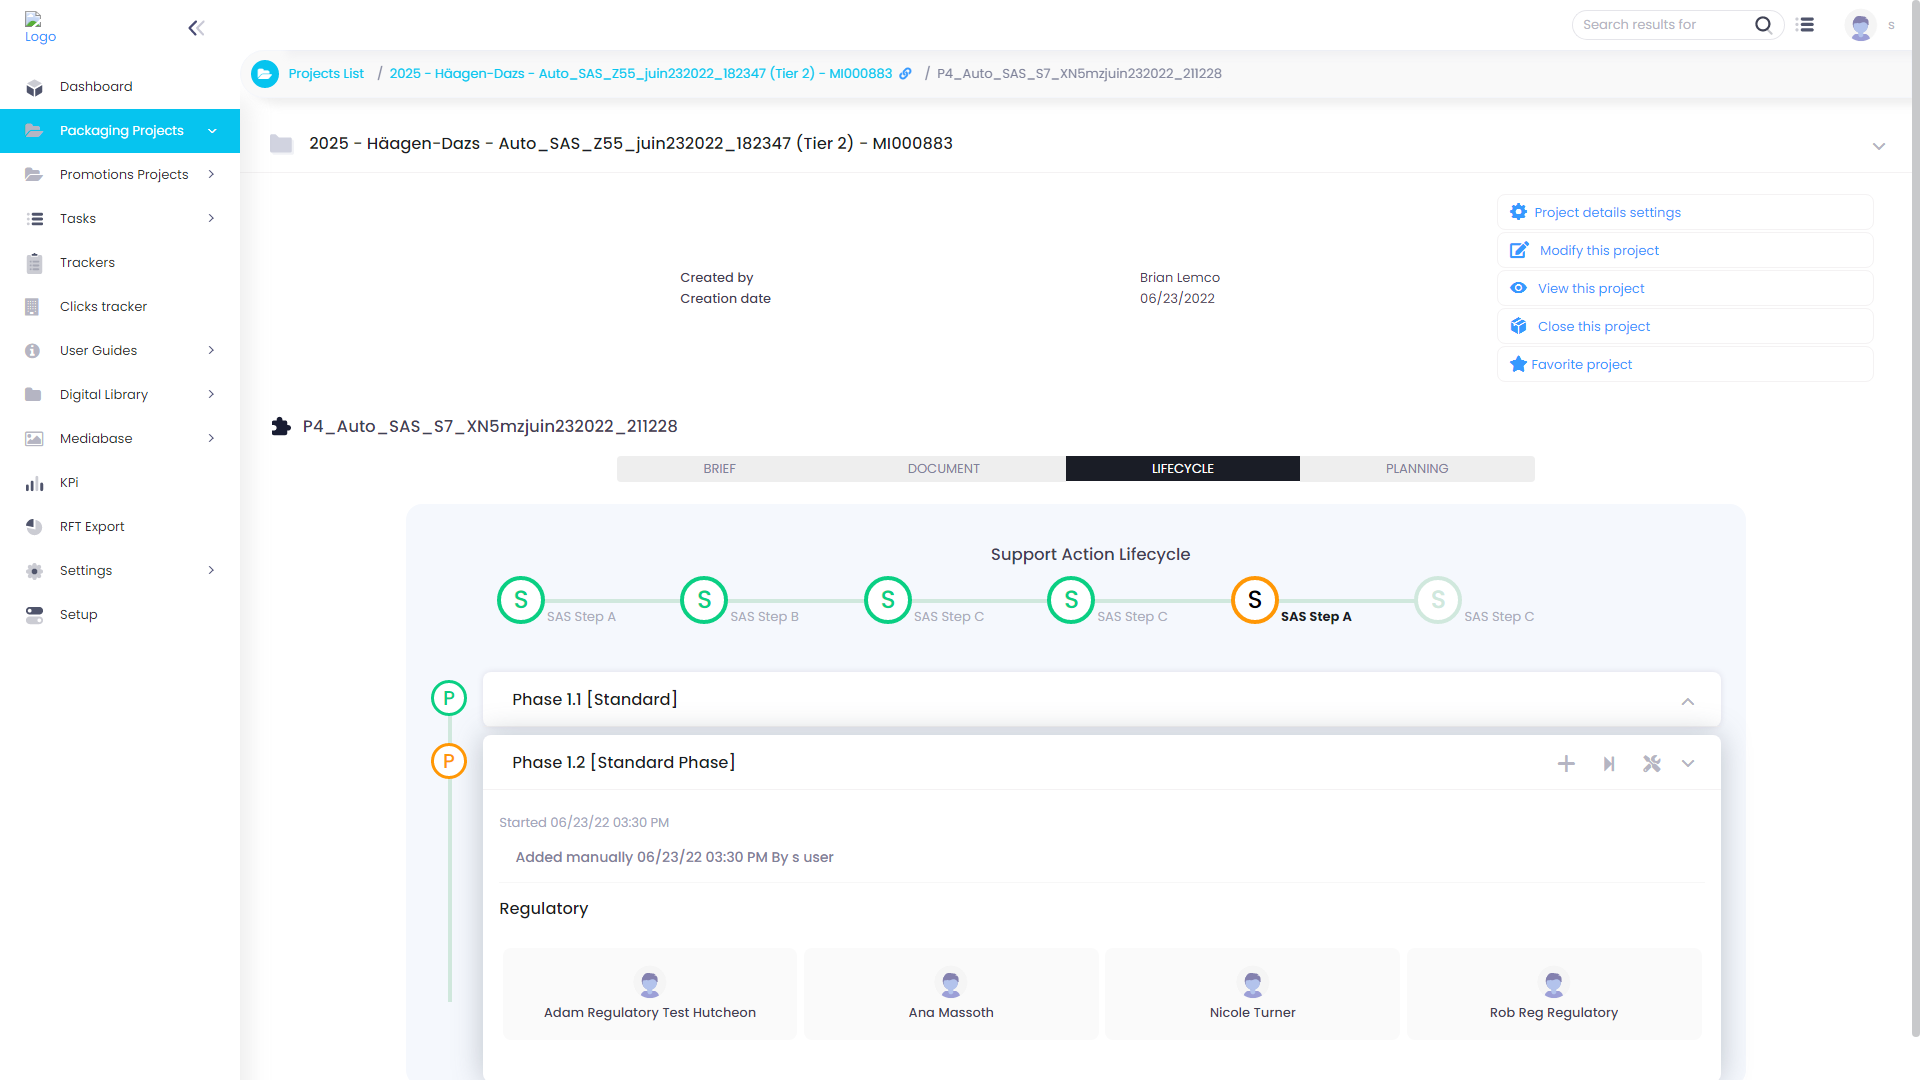 Logo
Search results for
s
Dashboard
Packaging Projects
Promotions Projects
Tasks
Trackers
Clicks tracker
User Guides
Digital Library
Mediabase
KPi
RFT Export
Settings
Setup
Projects List / 2025 - Häagen-Dazs - Auto_SAS_Z55_juin232022_182347 (Tier 2) - MI000883 / P4_Auto_SAS_S7_XN5mzjuin232022_211228
2025 - Häagen-Dazs - Auto_SAS_Z55_juin232022_182347 (Tier 2) - MI000883
Created by Brian Lemco
Creation date 06/23/2022
Project details settings
Modify this project
View this project
Close this project
Favorite project
P4_Auto_SAS_S7_XN5mzjuin232022_211228
BRIEF DOCUMENT LIFECYCLE PLANNING
Support Action Lifecycle
S S S S S S
SAS Step A SAS Step B SAS Step C SAS Step C SAS Step A SAS Step C
P Phase 1.1 [Standard]
P Phase 1.2 [Standard Phase]
Started 06/23/22 03:30 PM
Added manually 06/23/22 03:30 PM By s user
Regulatory
Adam Regulatory Test Hutcheon Ana Massoth Nicole Turner Rob Reg Regulatory